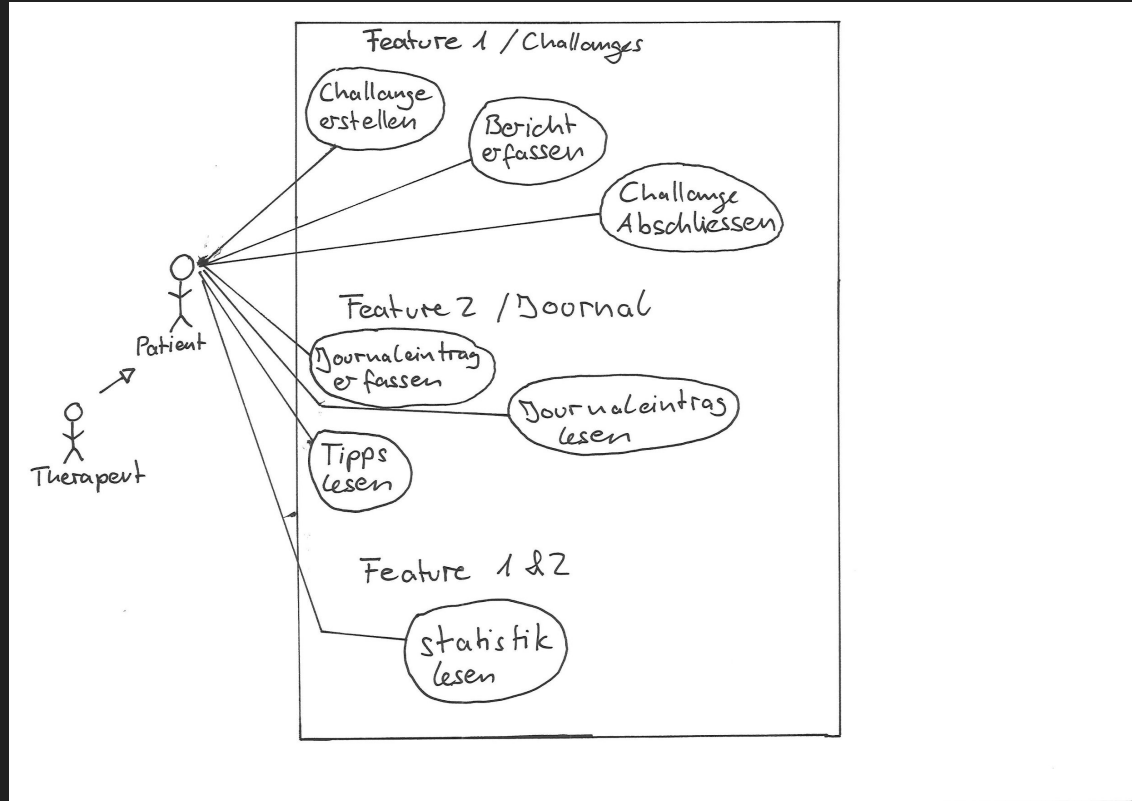 Feature 1 / Challanges
Challange
erstellen
Bericht
erfassen
Challange
Abschliessen
Patient
Therapeut
Feature 2 / Journal
Journaleintrag
erfassen
Journaleintrag
lesen
Tipps
lesen
Feature 1 & 2
statistik
lesen